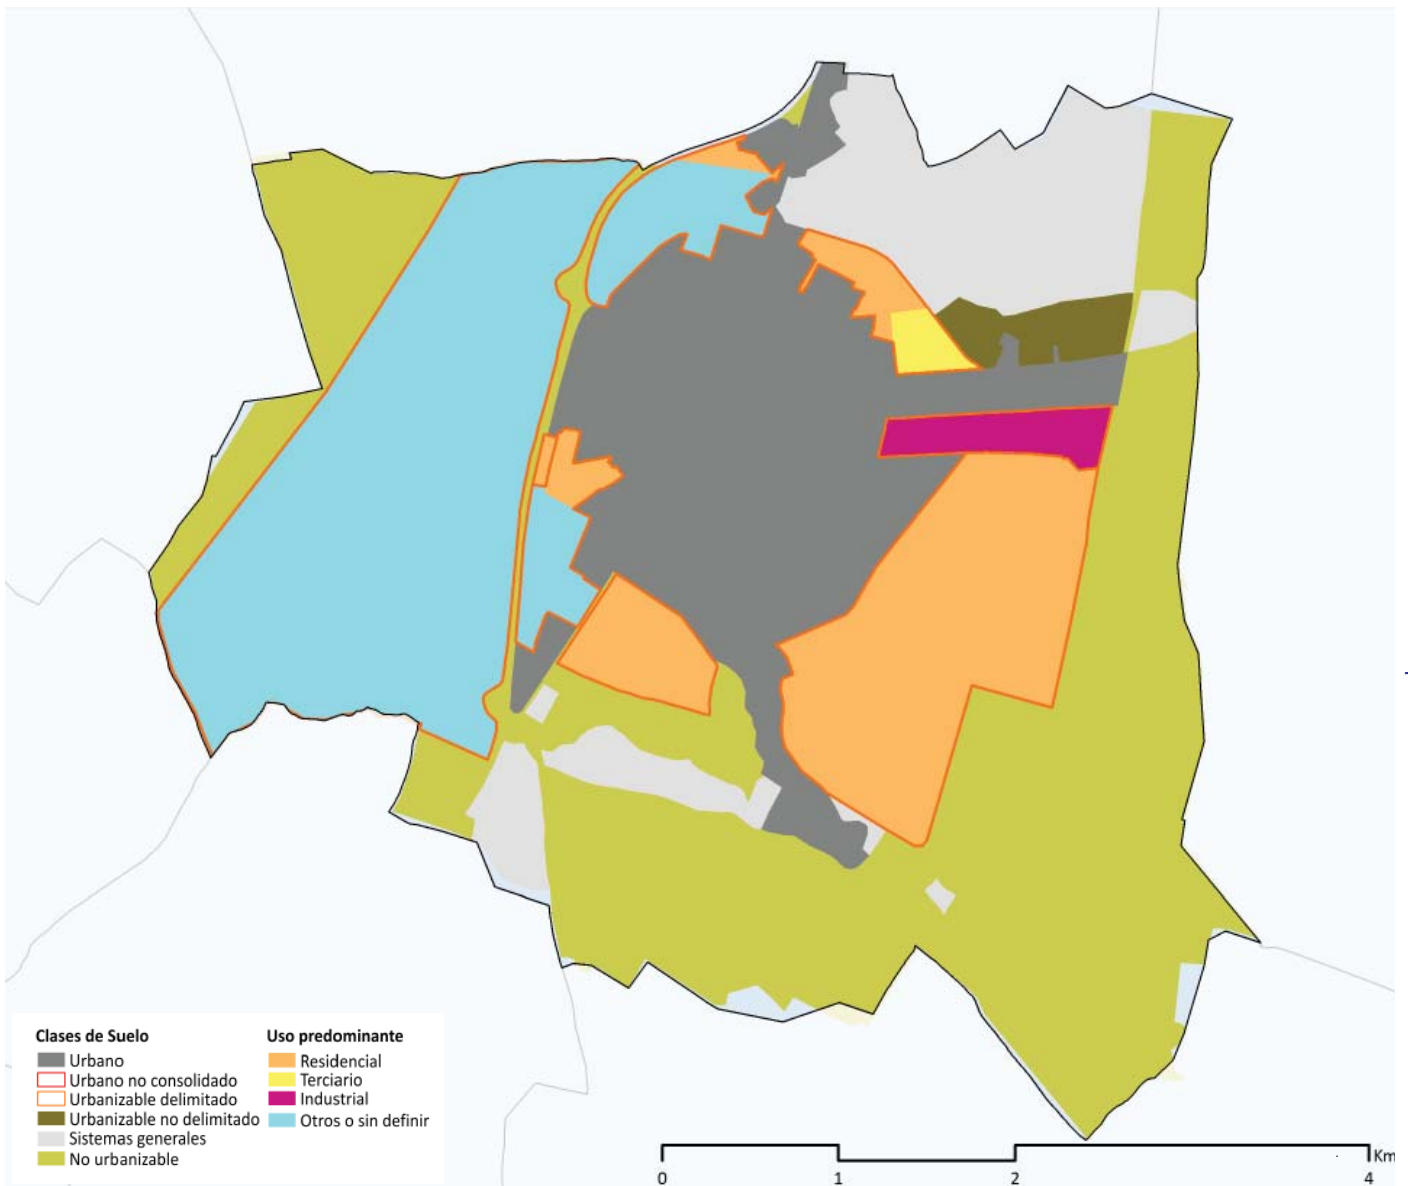 Clases de Suelo
Urbano
Urbano no consolidado
Urbanizable delimitado
Urbanizable no delimitado
Sistemas generales
No urbanizable
Uso predominante
Residencial
Terciario
Industrial
Otros o sin definir
0 1 2 4 Km